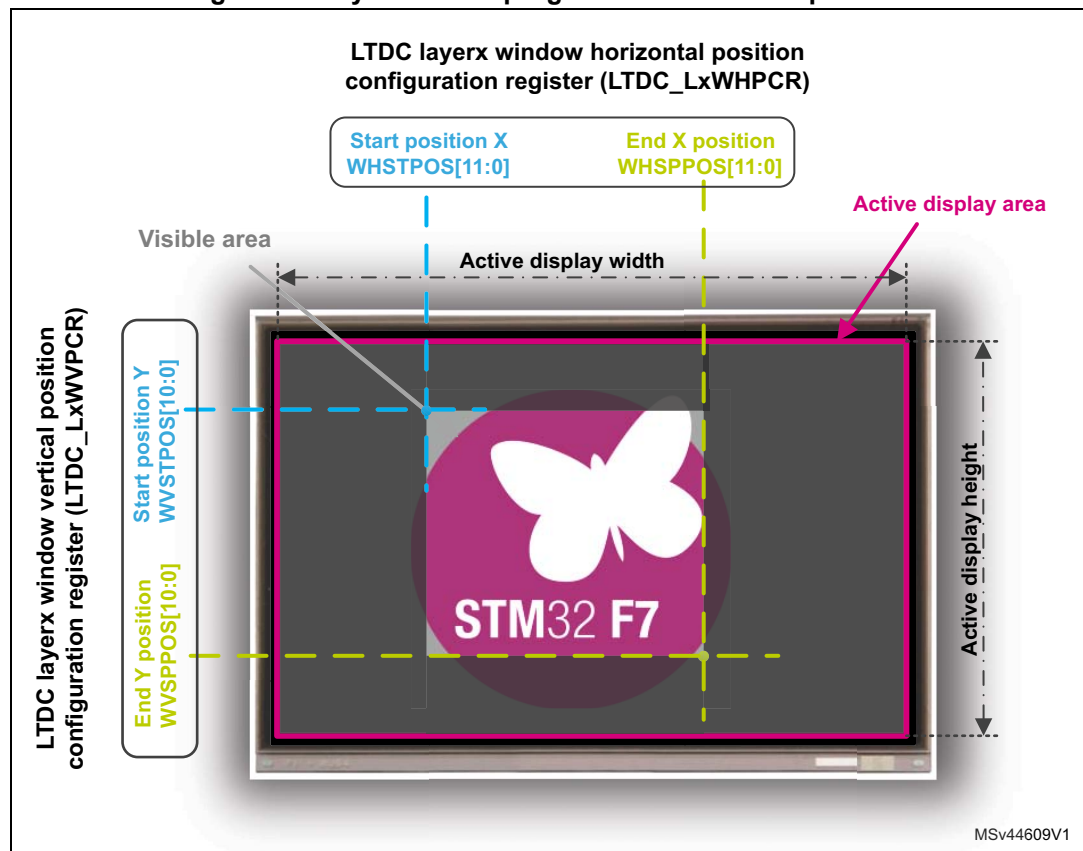 LTDC layerx window horizontal position
configuration register (LTDC_LxWHPCR)
Start position X
WHSTPOS[11:0]
End X position
WHSPPOS[11:0]
Active display area
Visible area
Active display width
LTDC layerx window vertical position
configuration register (LTDC_LxWVPCR)
Start position Y
WVSTPOS[10:0]
End Y position
WVSPPOS[10:0]
Active display height
STM32 F7
MSv44609V1